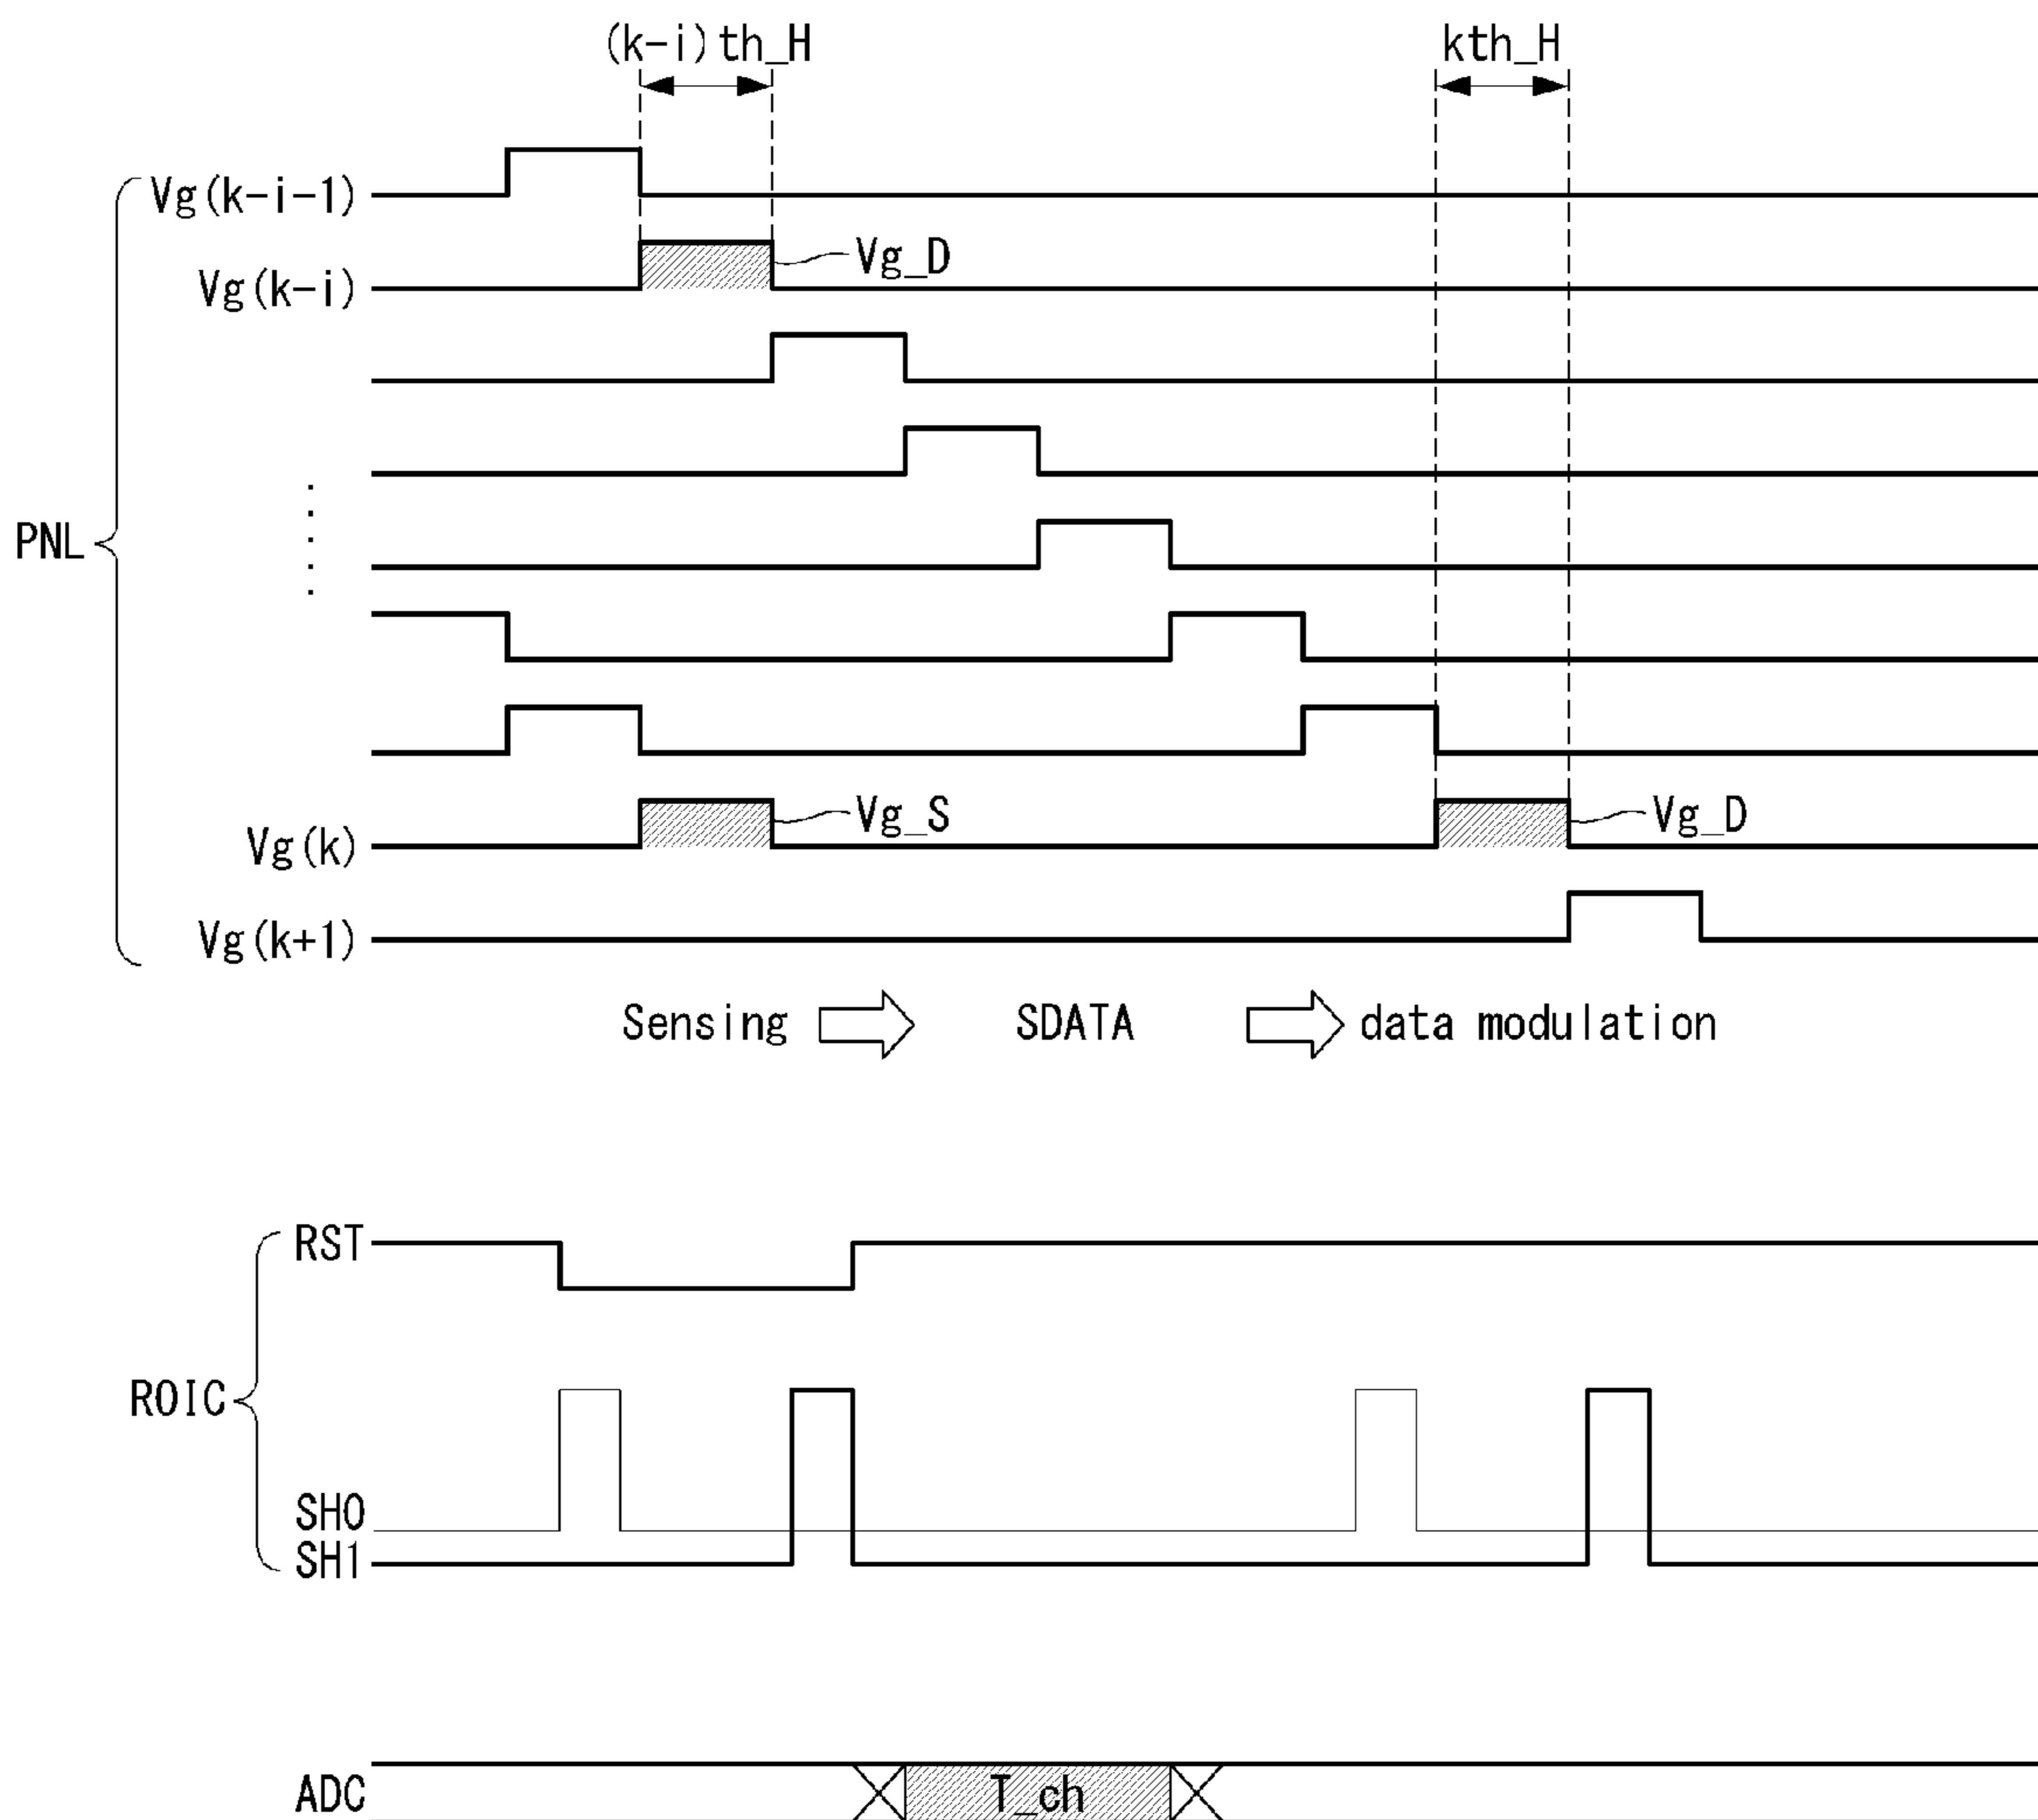 (k-i)th_H kth_H
Vg(k-i-1)
Vg_D
Vg(k-i)
PNL
Vg_S Vg_D
Vg(k)
Vg(k+1)
Sensing SDATA data modulation
RST
ROIC
SH0
SH1
ADC T_ch